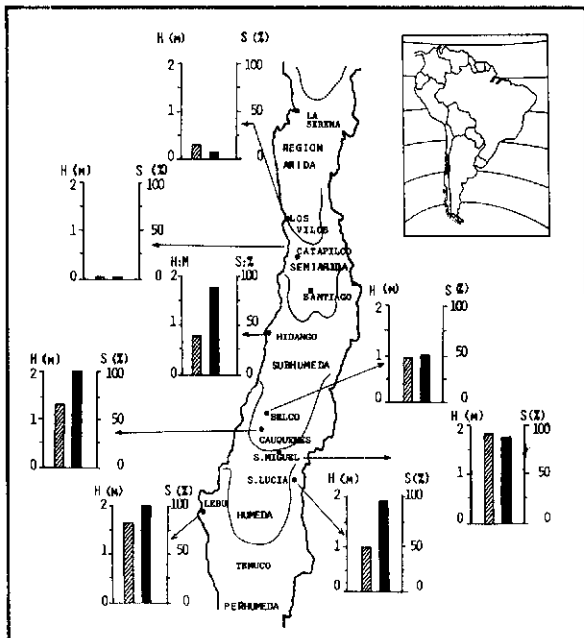 H (M) S (%)
2 100
1 50
0 0
LA
SERENA
REGION
ARIDA
H (M) S (%)
2 100
1 50
0 0
LOS
VILOS
CATAPILCO
SEMIARIDA
SANTIAGO
H:M S:%
2 100
1 50
0 0
HIDANGO
SUBHUMEDA
H (M) S (%)
2 100
1 50
0 0
BELCO
CAUQUENES
S.MIGUEL
S.LUCIA
H (M) S (%)
2 100
1 50
0 0
H (M) S(%)
2 100
1 50
0 0
H (M) S (%)
2 100
1 50
0 0
LEBU
HUMEDA
H (M) S (%)
2 100
1 50
0 0
TEMUCO
PERHUMEDA